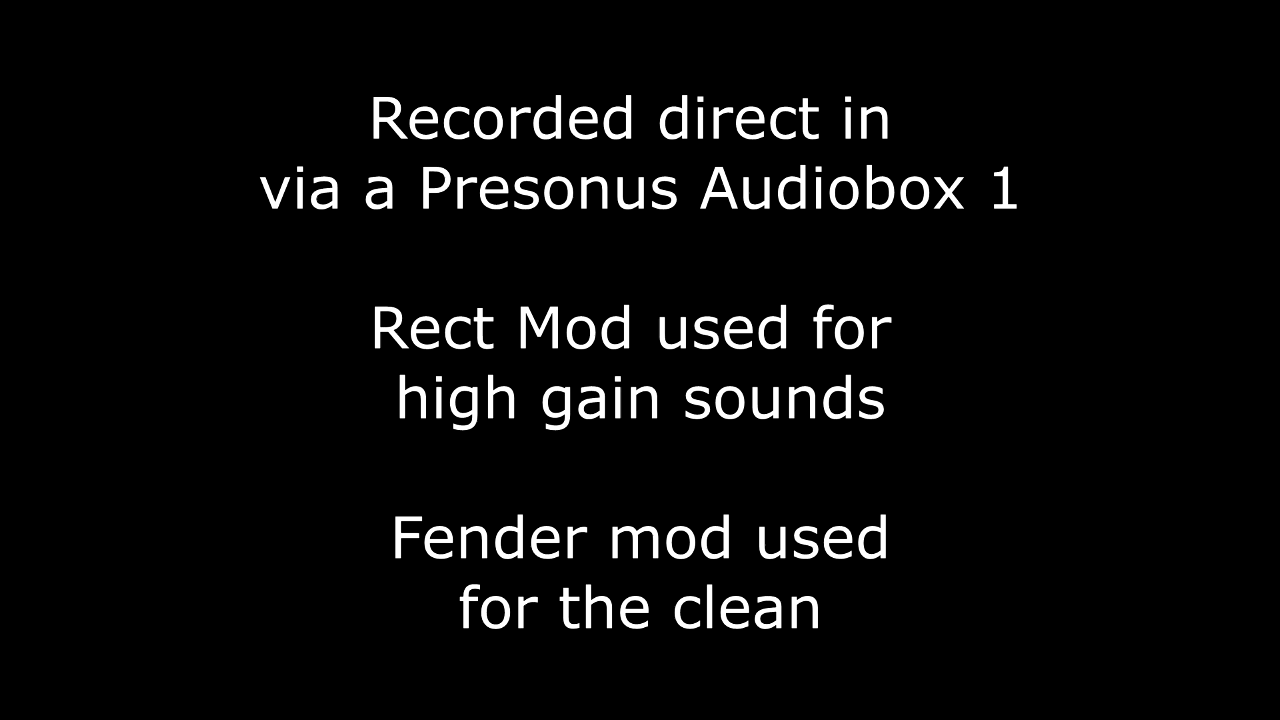 Recorded direct in
via a Presonus Audiobox 1
Rect Mod used for
high gain sounds
Fender mod used
for the clean